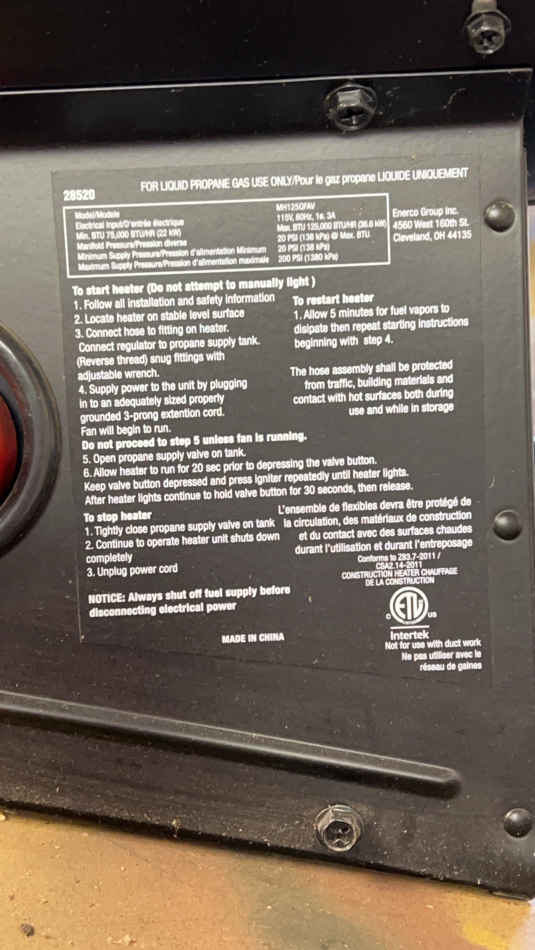 28520
FOR LIQUID PROPANE GAS USE ONLY/Pour le gaz propane LIQUIDE UNIQUEMENT
Model/Modele MH125QFAV
Electrical Input/D'entrée électrique 115V, 60Hz, 1ø. 3A
Min. BTU 75,000 BTU/HR (22 kW) Max. BTU 125,000 BTU/HR (36.6 kW)
Manifold Pressure/Pression diverse 20 PSI (138 kPa) @ Max. BTU
Minimum Supply Pressure/Pression d'alimentation Minimum 20 PSI (138 kPa)
Maximum Supply Pressure/Pression d'alimentation maximale 200 PSI (1380 kPa)
Enerco Group Inc.
4560 West 160th St.
Cleveland, OH 44135
To start heater (Do not attempt to manually light )
1. Follow all installation and safety information
2. Locate heater on stable level surface
3. Connect hose to fitting on heater.
Connect regulator to propane supply tank.
(Reverse thread) snug fittings with
adjustable wrench.
4. Supply power to the unit by plugging
in to an adequately sized properly
grounded 3-prong extention cord.
Fan will begin to run.
Do not proceed to step 5 unless fan is running.
5. Open propane supply valve on tank.
6. Allow heater to run for 20 sec prior to depressing the valve button.
Keep valve button depressed and press igniter repeatedly until heater lights.
After heater lights continue to hold valve button for 30 seconds, then release.
To restart heater
1. Allow 5 minutes for fuel vapors to
disipate then repeat starting instructions
beginning with step 4.
The hose assembly shall be protected
from traffic, building materials and
contact with hot surfaces both during
use and while in storage
To stop heater
1. Tightly close propane supply valve on tank
2. Continue to operate heater unit shuts down
completely
3. Unplug power cord
L'ensemble de flexibles devra être protégé de
la circulation, des matériaux de construction
et du contact avec des surfaces chaudes
durant l'utilisation et durant l'entreposage
Conforms to Z83.7-2011 /
CSA2.14-2011
CONSTRUCTION HEATER CHAUFFAGE
DE LA CONSTRUCTION
NOTICE: Always shut off fuel supply before
disconnecting electrical power
C ETL US
Intertek
MADE IN CHINA
Not for use with duct work
Ne pas utiliser avec le
réseau de gaines